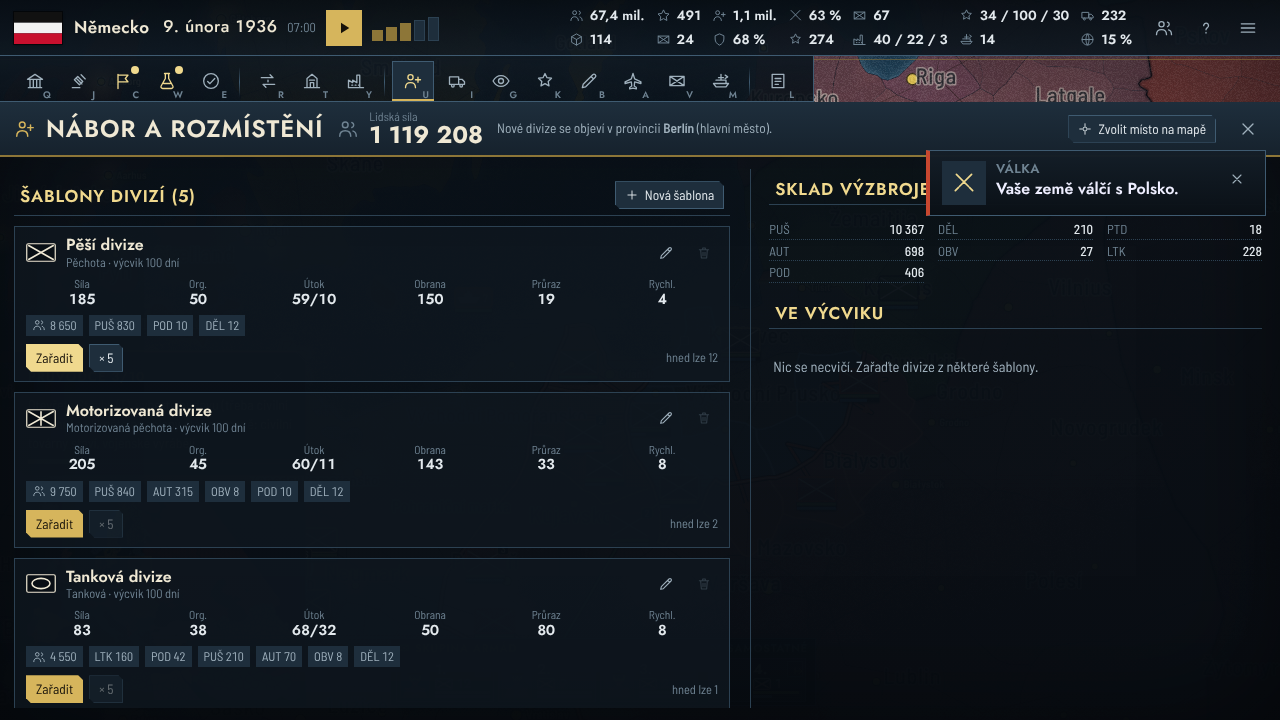 Německo 9. února 1936 07:00
67,4 mil. 491 1,1 mil. 63 % 67 34 / 100 / 30 232
114 24 68 % 274 40 / 22 / 3 14 15 %
?
Q J C W E R T Y U I G K B A V M L
Riga
Latgale
NÁBOR A ROZMÍSTĚNÍ
Lidská síla
1 119 208
Nové divize se objeví v provincii Berlín (hlavní město).
Zvolit místo na mapě
VÁLKA
Vaše země válčí s Polsko.
ŠABLONY DIVIZÍ (5)
Nová šablona
Pěší divize
Pěchota · výcvik 100 dní
Síla Org. Útok Obrana Průraz Rychl.
185 50 59/10 150 19 4
8 650 PUŠ 830 POD 10 DĚL 12
Zařadit × 5 hned lze 12
Motorizovaná divize
Motorizovaná pěchota · výcvik 100 dní
Síla Org. Útok Obrana Průraz Rychl.
205 45 60/11 143 33 8
9 750 PUŠ 840 AUT 315 OBV 8 POD 10 DĚL 12
Zařadit × 5 hned lze 2
Tanková divize
Tanková · výcvik 100 dní
Síla Org. Útok Obrana Průraz Rychl.
83 38 68/32 50 80 8
4 550 LTK 160 POD 42 PUŠ 210 AUT 70 OBV 8 DĚL 12
Zařadit × 5 hned lze 1
SKLAD VÝZBROJE
PUŠ 10 367 DĚL 210 PTD 18
AUT 698 OBV 27 LTK 228
POD 406
VE VÝCVIKU
Nic se necvičí. Zařaďte divize z některé šablony.